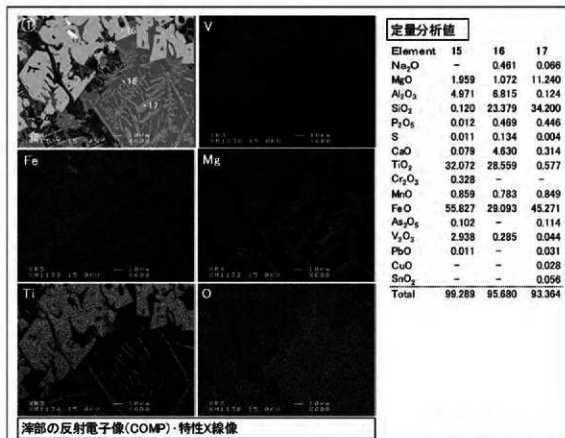 ①
・15
・16
・17
V
Fe
Mg
Ti
O
滓部の反射電子像(COMP)・特性X線像
定量分析値
Element 15 16 17
Na₂O - 0.461 0.066
MgO 1.959 1.072 11.240
Al₂O₃ 4.971 6.815 0.124
SiO₂ 0.120 23.379 34.200
P₂O₅ 0.012 0.469 0.446
S 0.011 0.134 0.004
CaO 0.079 4.630 0.314
TiO₂ 32.072 28.559 0.577
Cr₂O₃ 0.328 - -
MnO 0.859 0.783 0.849
FeO 55.827 29.093 45.271
As₂O₅ 0.102 - 0.114
V₂O₃ 2.938 0.285 0.044
PbO 0.011 - 0.031
CuO - - 0.028
SnO₂ - - 0.056
Total 99.289 95.680 93.364